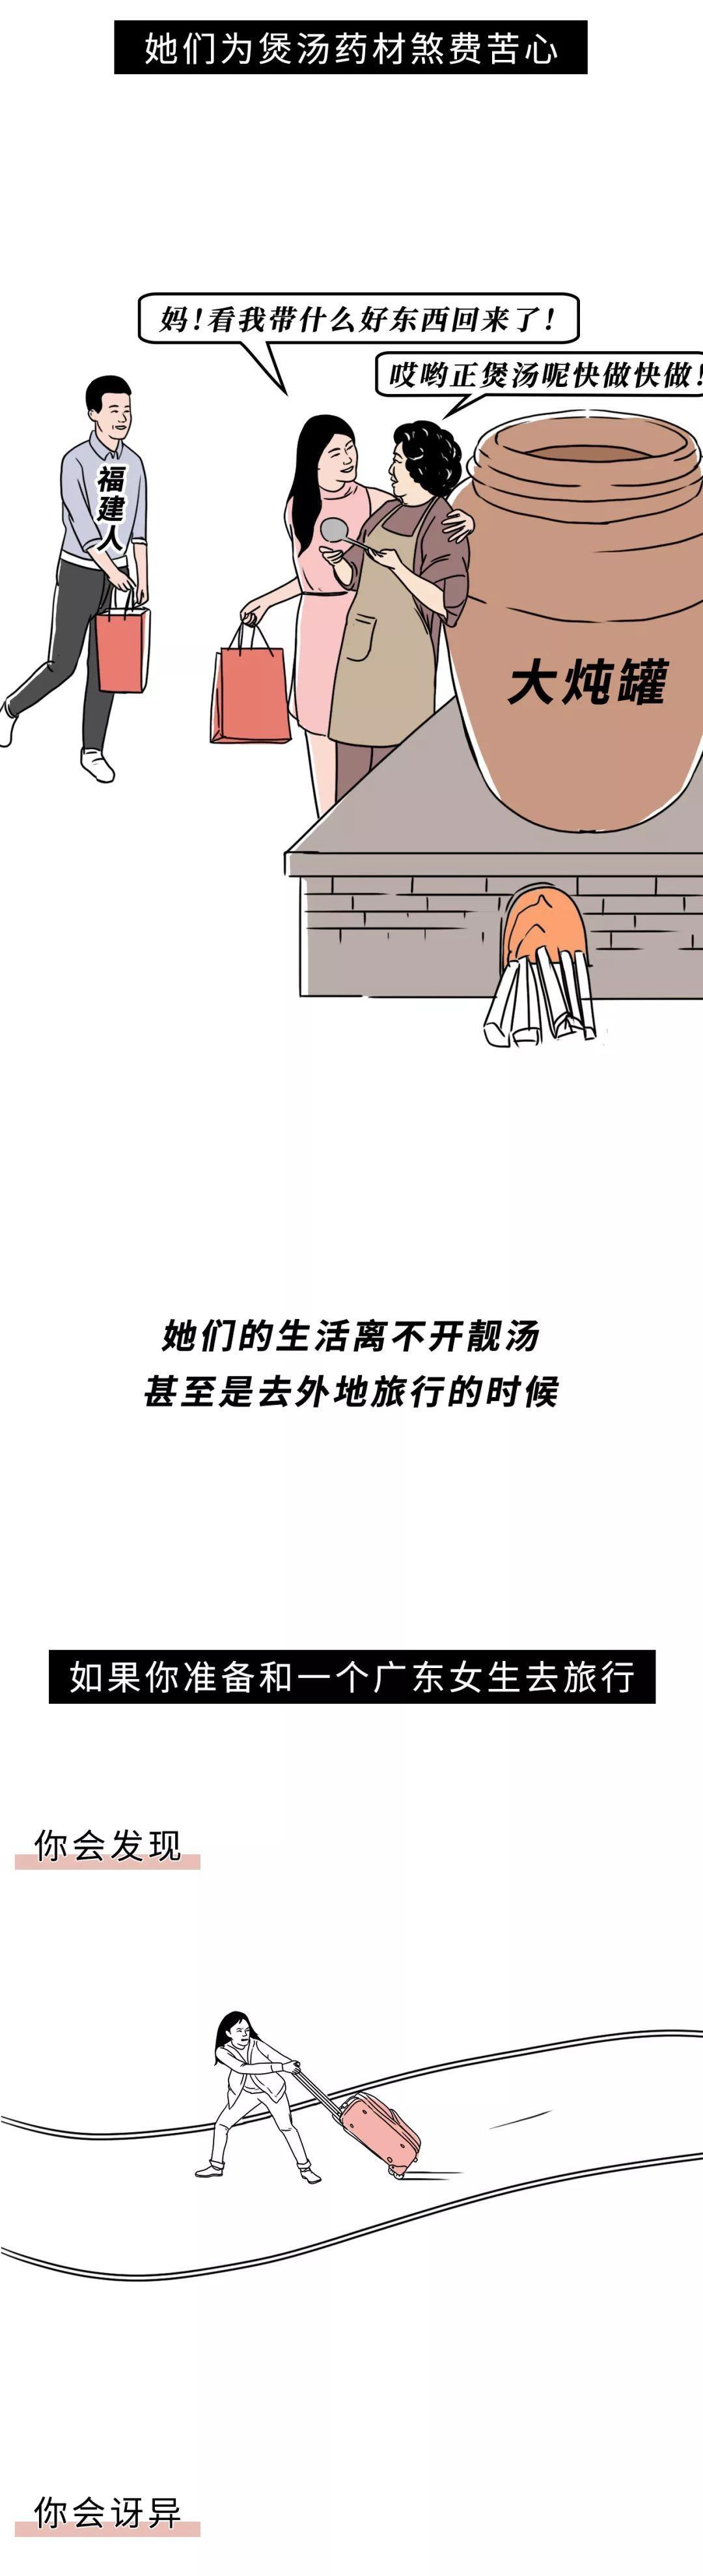 她们为煲汤药材煞费苦心
妈！看我带什么好东西回来了！
哎哟正煲汤呢快做快做！
福建人
大炖罐
她们的生活离不开靓汤
甚至是去外地旅行的时候
如果你准备和一个广东女生去旅行
你会发现
你会讶异